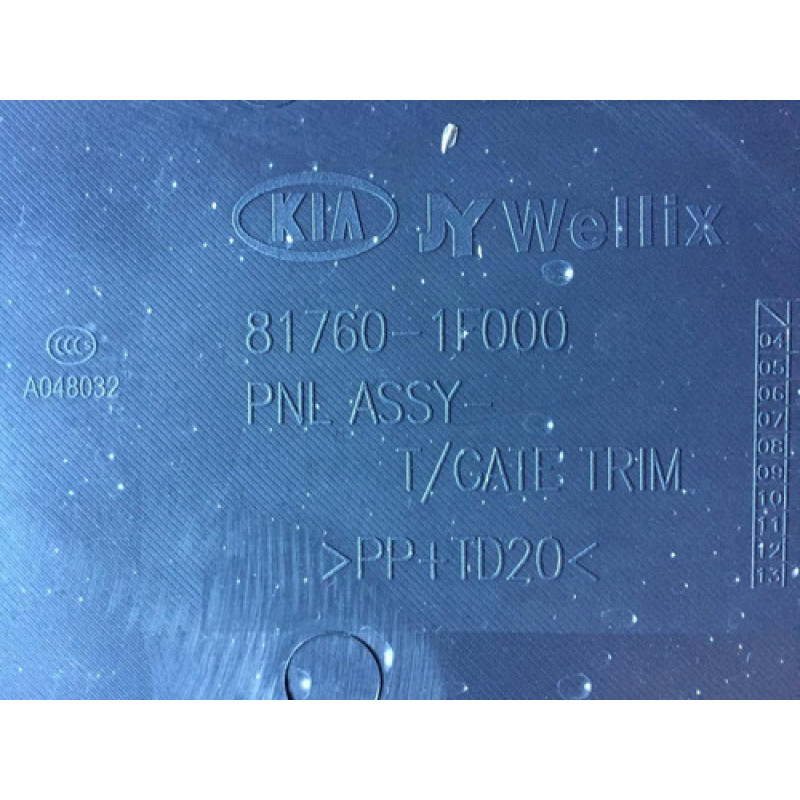 KIA JY Wellix
81760-1F000
PNL ASSY-
T/GATE TRIM
>PP+TD20<
CCC S
A048032
04
05
06
07
08
09
10
11
12
13